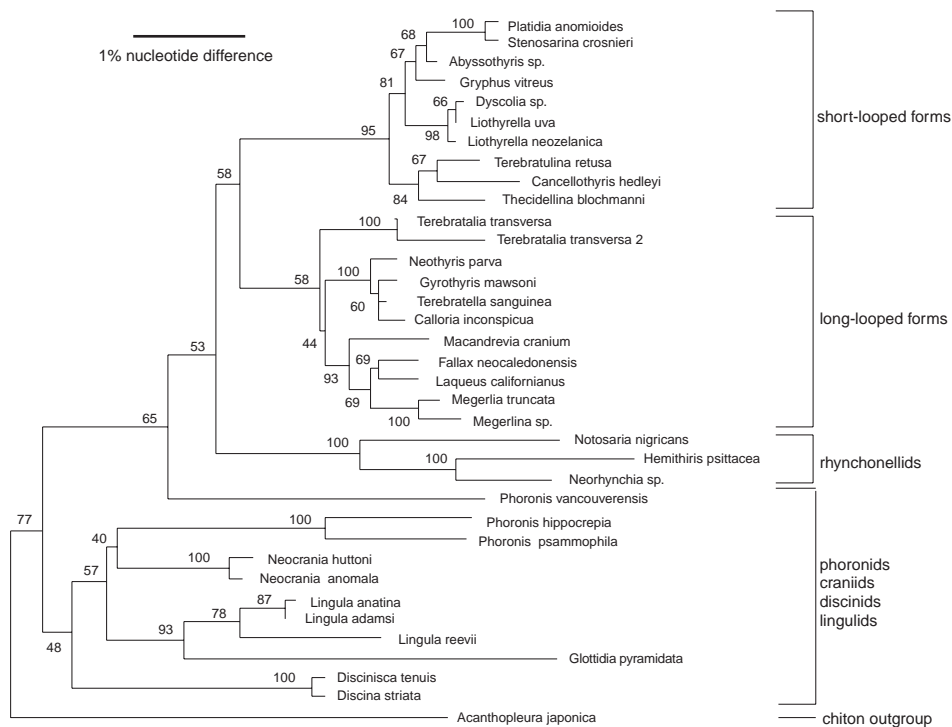 100 Platidia anomioides
68 Stenosarina crosnieri
1% nucleotide difference
67 Abyssothyris sp.
81 Gryphus vitreus
66 Dyscolia sp.
short-looped forms
Liothyrella uva
95 98 Liothyrella neozelanica
67 Terebratulina retusa
58 Cancellothyris hedleyi
84 Thecidellina blochmanni
100 Terebratalia transversa
Terebratalia transversa 2
Neothyris parva
58 100 Gyrothyris mawsoni
Terebratella sanguinea
60 Calloria inconspicua
long-looped forms
44 Macandrevia cranium
53 69 Fallax neocaledonensis
93 Laqueus californianus
69 Megerlia truncata
65 100 Megerlina sp.
100 Notosaria nigricans
100 Hemithiris psittacea
rhynchonellids
Neorhynchia sp.
Phoronis vancouverensis
77 100 Phoronis hippocrepia
40 Phoronis psammophila
100 Neocrania huttoni
57 Neocrania anomala
phoronids
craniids
discinids
lingulids
87 Lingula anatina
78 Lingula adamsi
93 Lingula reevii
48 Glottidia pyramidata
100 Discinisca tenuis
Discina striata
Acanthopleura japonica
chiton outgroup